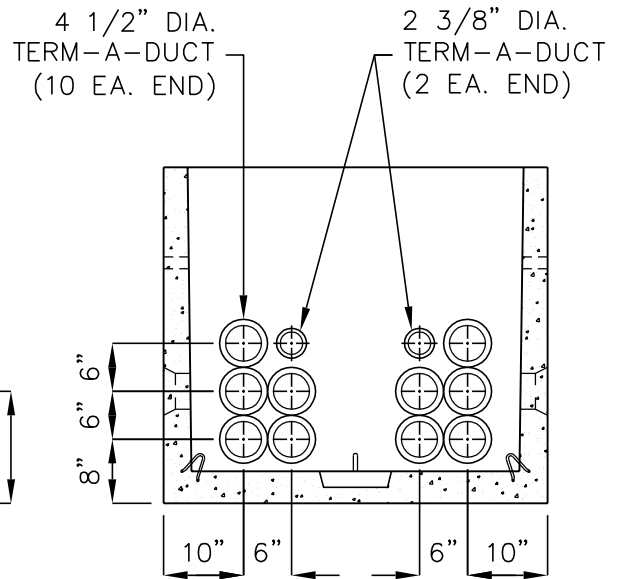 4 1/2” DIA.
TERM-A-DUCT
(10 EA. END)
2 3/8” DIA.
TERM-A-DUCT
(2 EA. END)
6”
6”
8”
10”
6”
6”
10”